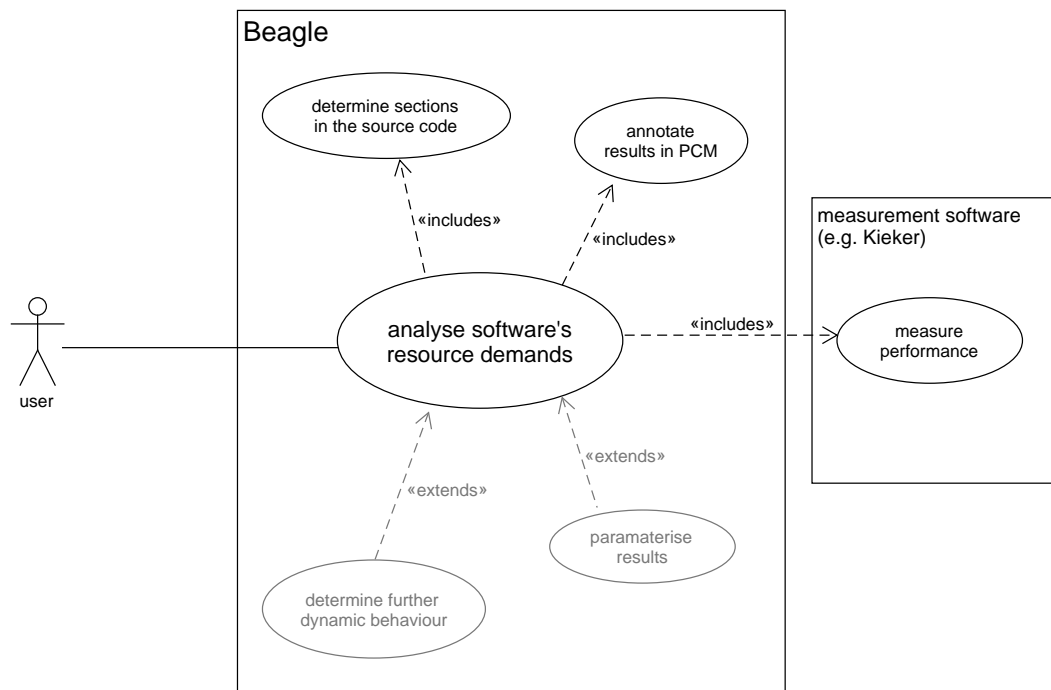 Beagle
determine sections
in the source code
annotate
results in PCM
«includes»
«includes»
measurement software
(e.g. Kieker)
analyse software's
resource demands
«includes»
measure
performance
user
«extends»
«extends»
paramaterise
results
determine further
dynamic behaviour